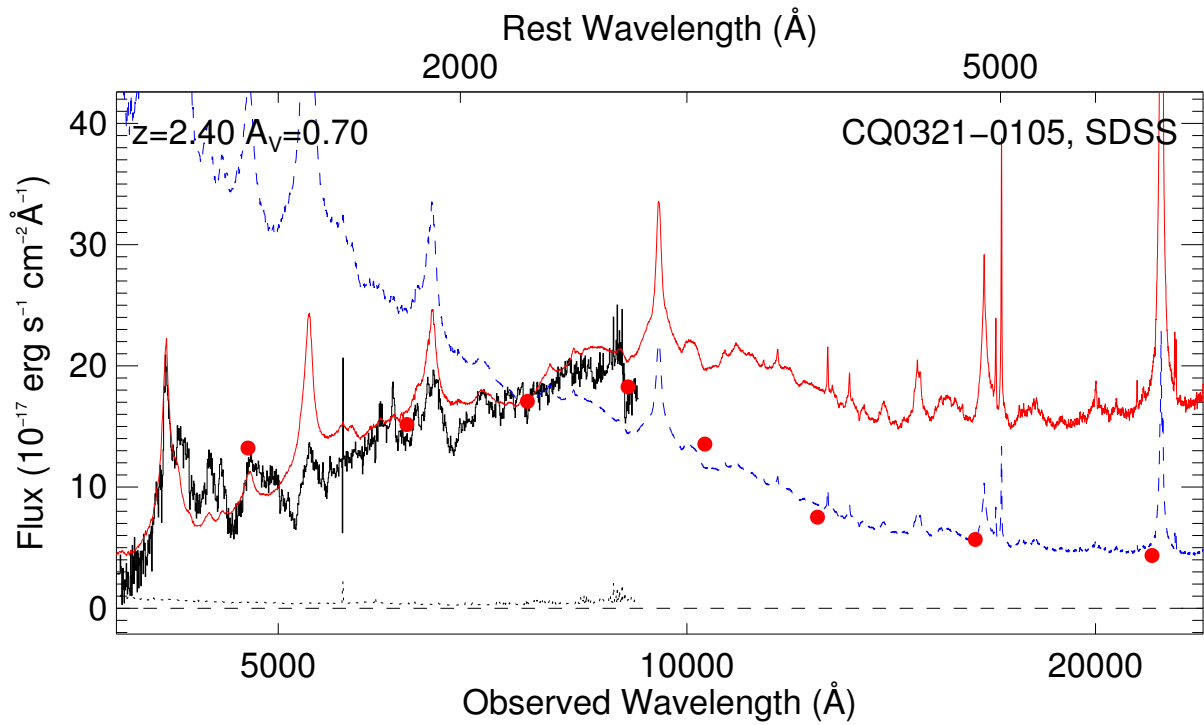 Rest Wavelength (Å)
2000 5000
z=2.40 A_V=0.70 CQ0321−0105, SDSS
40
30
20
10
0
Flux (10⁻¹⁷ erg s⁻¹ cm⁻² Å⁻¹)
5000 10000 20000
Observed Wavelength (Å)